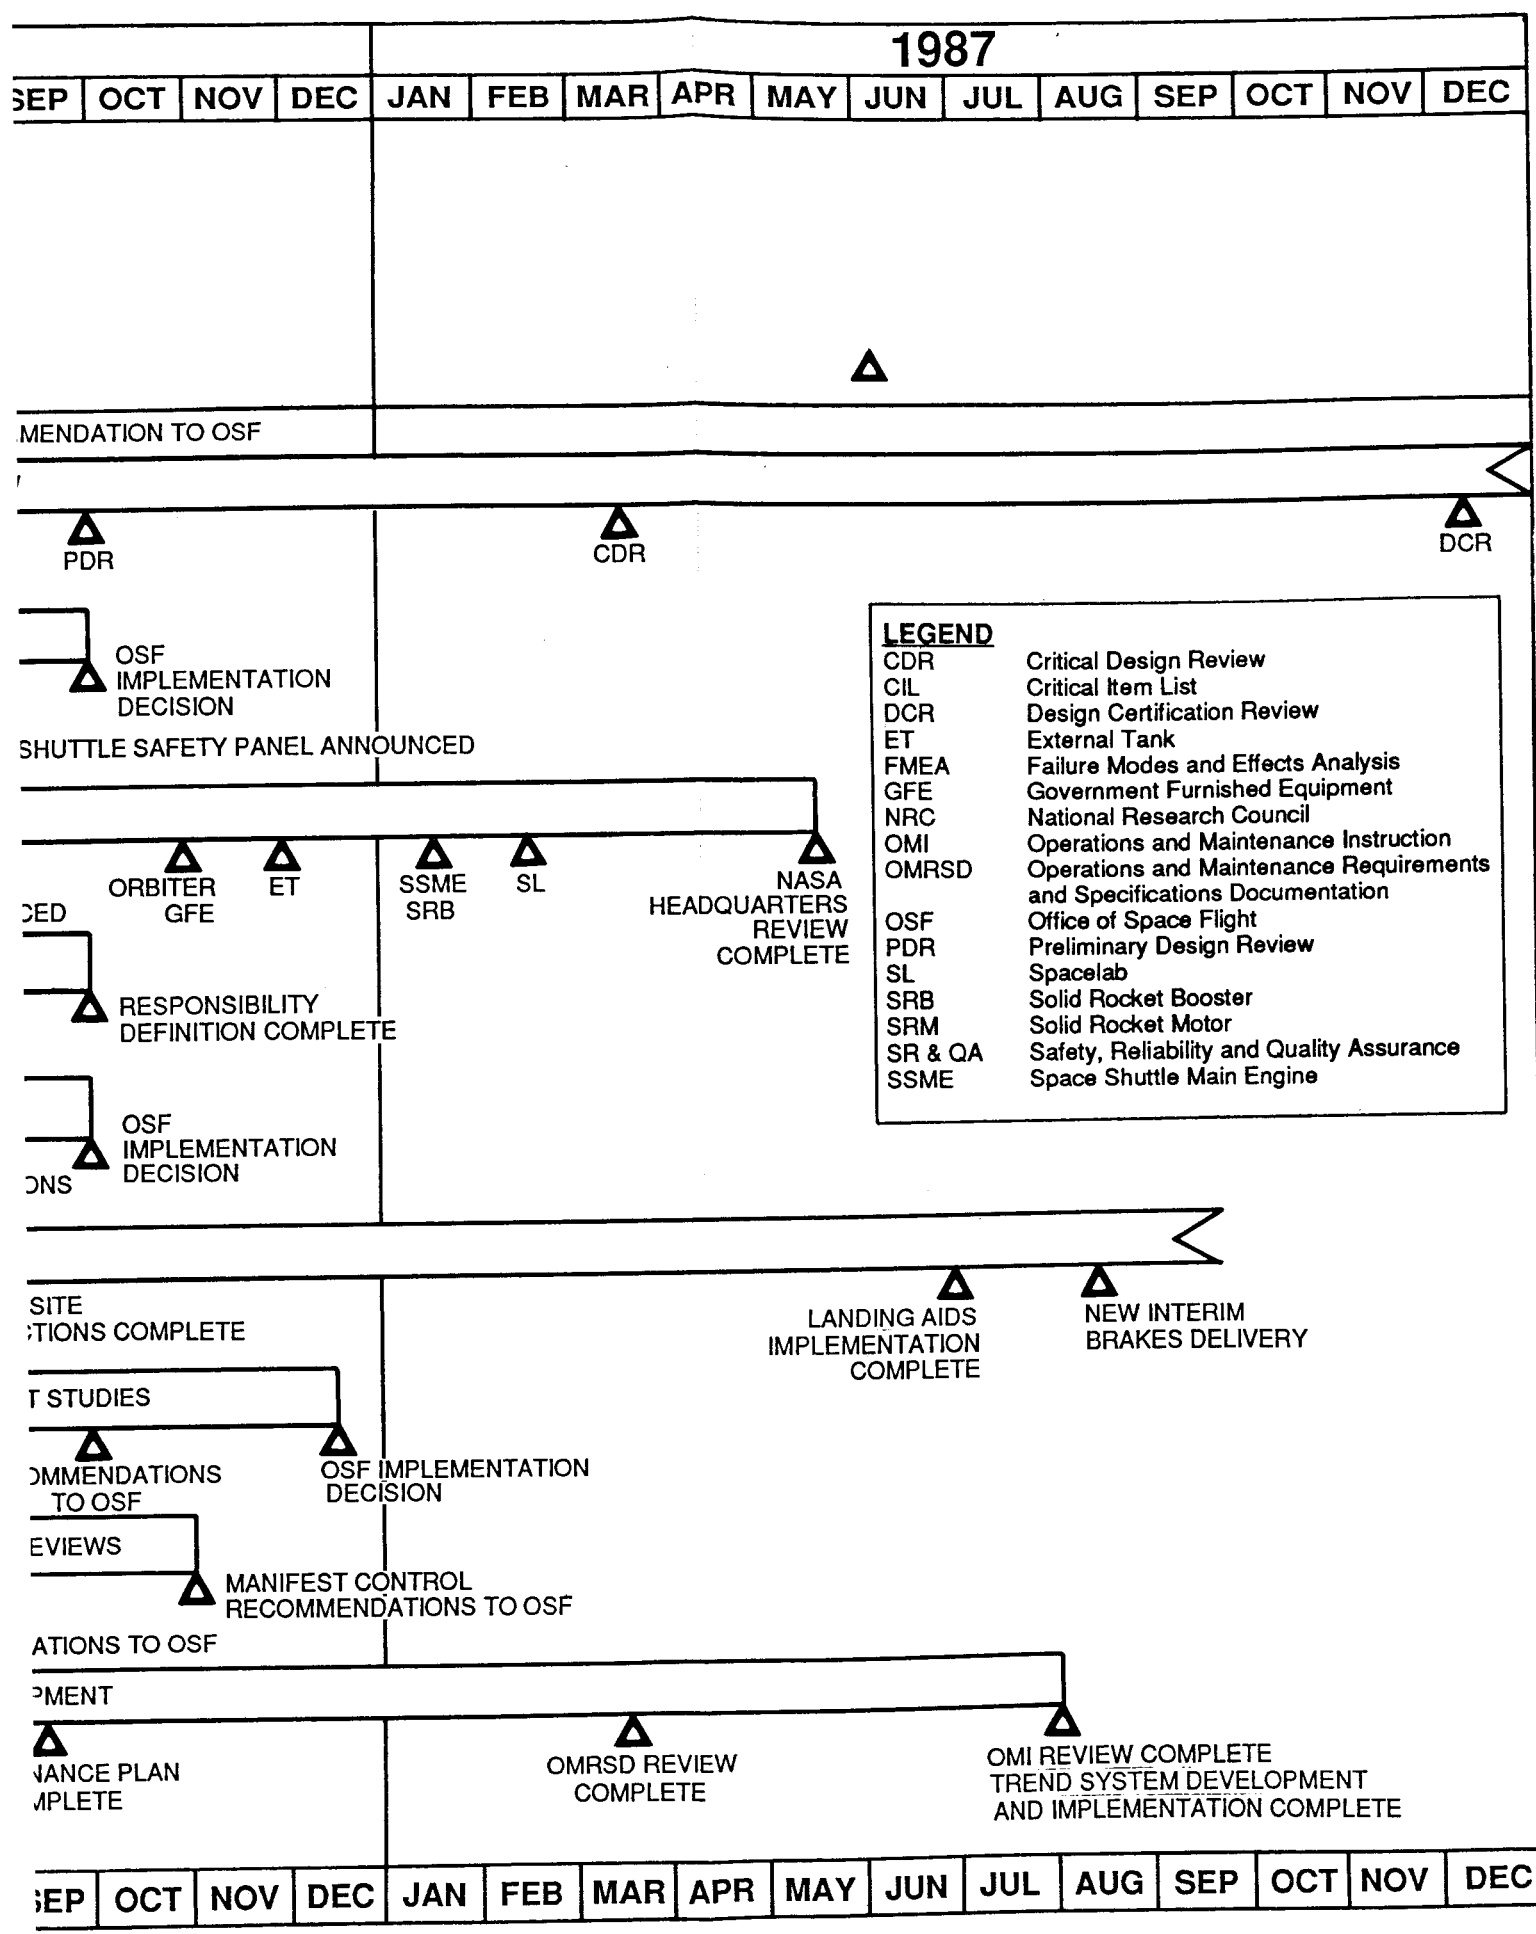 1987
SEP OCT NOV DEC JAN FEB MAR APR MAY JUN JUL AUG SEP OCT NOV DEC
MENDATION TO OSF
PDR
CDR
DCR
OSF
IMPLEMENTATION
DECISION
SHUTTLE SAFETY PANEL ANNOUNCED
ORBITER
GFE
ET
SSME
SRB
SL
NASA
HEADQUARTERS
REVIEW
COMPLETE
LEGEND
CDR Critical Design Review
CIL Critical Item List
DCR Design Certification Review
ET External Tank
FMEA Failure Modes and Effects Analysis
GFE Government Furnished Equipment
NRC National Research Council
OMI Operations and Maintenance Instruction
OMRSD Operations and Maintenance Requirements
and Specifications Documentation
OSF Office of Space Flight
PDR Preliminary Design Review
SL Spacelab
SRB Solid Rocket Booster
SRM Solid Rocket Motor
SR & QA Safety, Reliability and Quality Assurance
SSME Space Shuttle Main Engine
CED
RESPONSIBILITY
DEFINITION COMPLETE
OSF
IMPLEMENTATION
DECISION
ONS
SITE
CTIONS COMPLETE
LANDING AIDS
IMPLEMENTATION
COMPLETE
NEW INTERIM
BRAKES DELIVERY
T STUDIES
OMMENDATIONS
TO OSF
OSF IMPLEMENTATION
DECISION
EVIEWS
MANIFEST CONTROL
RECOMMENDATIONS TO OSF
ATIONS TO OSF
PMENT
NANCE PLAN
MPLETE
OMRSD REVIEW
COMPLETE
OMI REVIEW COMPLETE
TREND SYSTEM DEVELOPMENT
AND IMPLEMENTATION COMPLETE
SEP OCT NOV DEC JAN FEB MAR APR MAY JUN JUL AUG SEP OCT NOV DEC